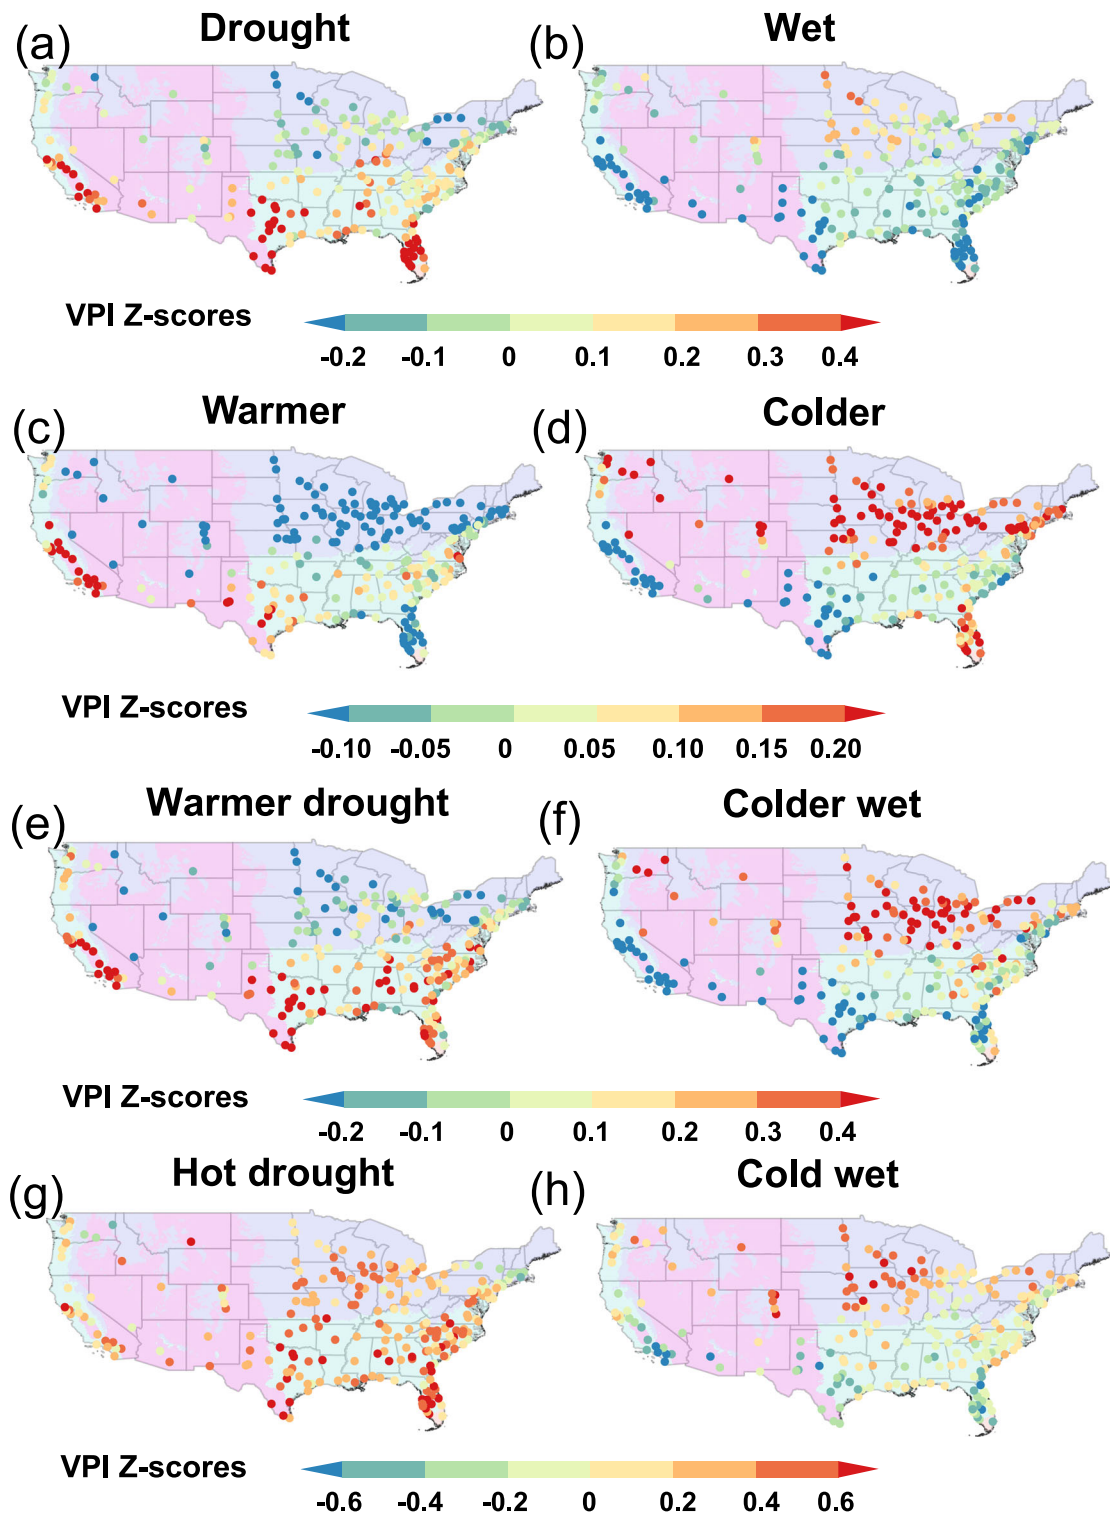 (a) Drought
(b) Wet
VPI Z-scores
-0.2 -0.1 0 0.1 0.2 0.3 0.4
(c) Warmer
(d) Colder
VPI Z-scores
-0.10 -0.05 0 0.05 0.10 0.15 0.20
(e) Warmer drought
(f) Colder wet
VPI Z-scores
-0.2 -0.1 0 0.1 0.2 0.3 0.4
(g) Hot drought
(h) Cold wet
VPI Z-scores
-0.6 -0.4 -0.2 0 0.2 0.4 0.6